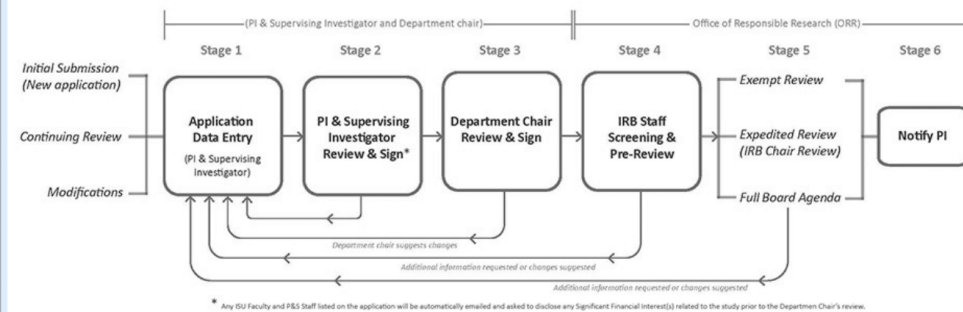 (PI & Supervising Investigator and Department chair)
Office of Responsible Research (ORR)
Stage 1
Stage 2
Stage 3
Stage 4
Stage 5
Stage 6
Initial Submission
(New application)
Continuing Review
Modifications
Application
Data Entry
(PI & Supervising
Investigator)
PI & Supervising
Investigator
Review & Sign*
Department Chair
Review & Sign
IRB Staff
Screening &
Pre-Review
Exempt Review
Expedited Review
(IRB Chair Review)
Full Board Agenda
Notify PI
Department chair suggests changes
Additional information requested or changes suggested
Additional information requested or changes suggested
* Any ISU Faculty and P&S Staff listed on the application will be automatically emailed and asked to disclose any Significant Financial Interest(s) related to the study prior to the Departmen Chair's review.